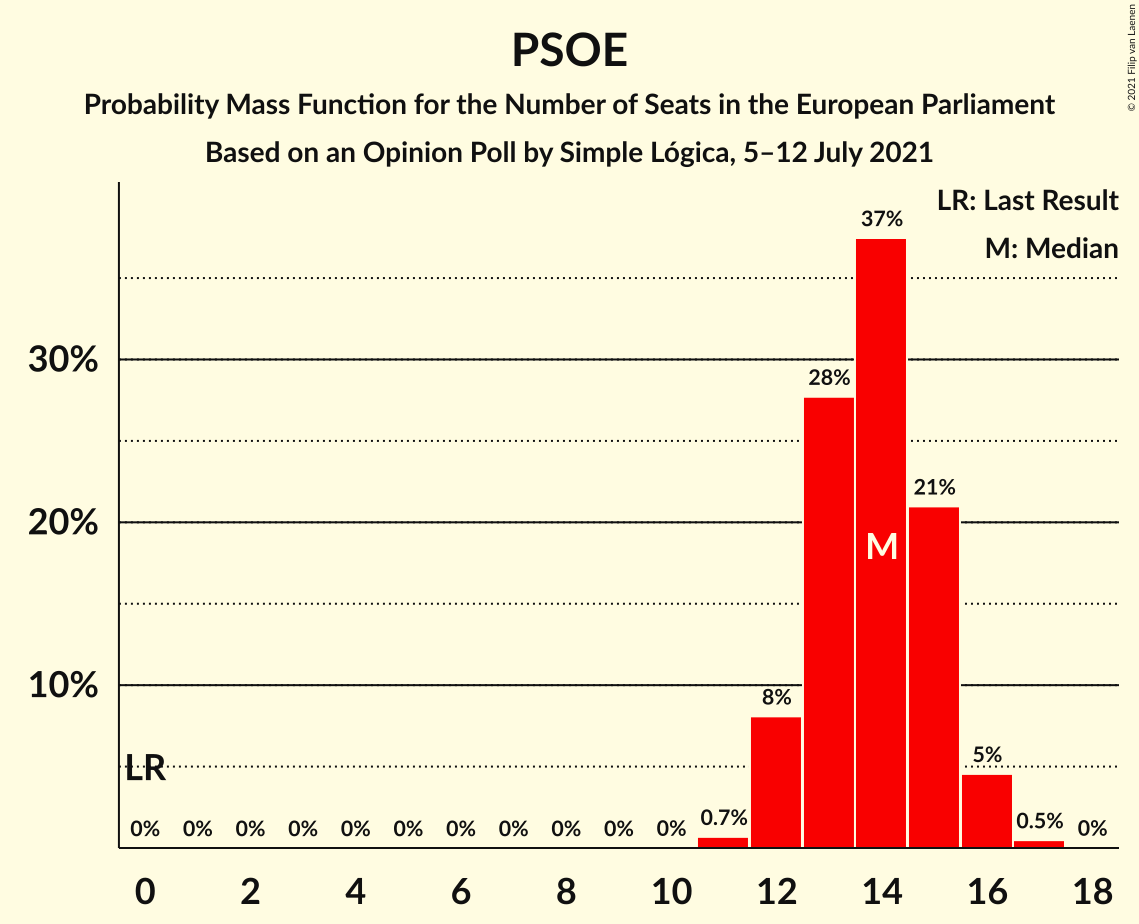 PSOE
Probability Mass Function for the Number of Seats in the European Parliament
Based on an Opinion Poll by Simple Lógica, 5–12 July 2021
© 2021 Filip van Laenen
LR: Last Result
M: Median
37%
30%
28%
21%
20%
M
10%
8%
5%
LR
0% 0% 0% 0% 0% 0% 0% 0% 0% 0% 0% 0.7% 0.5% 0%
0 2 4 6 8 10 12 14 16 18